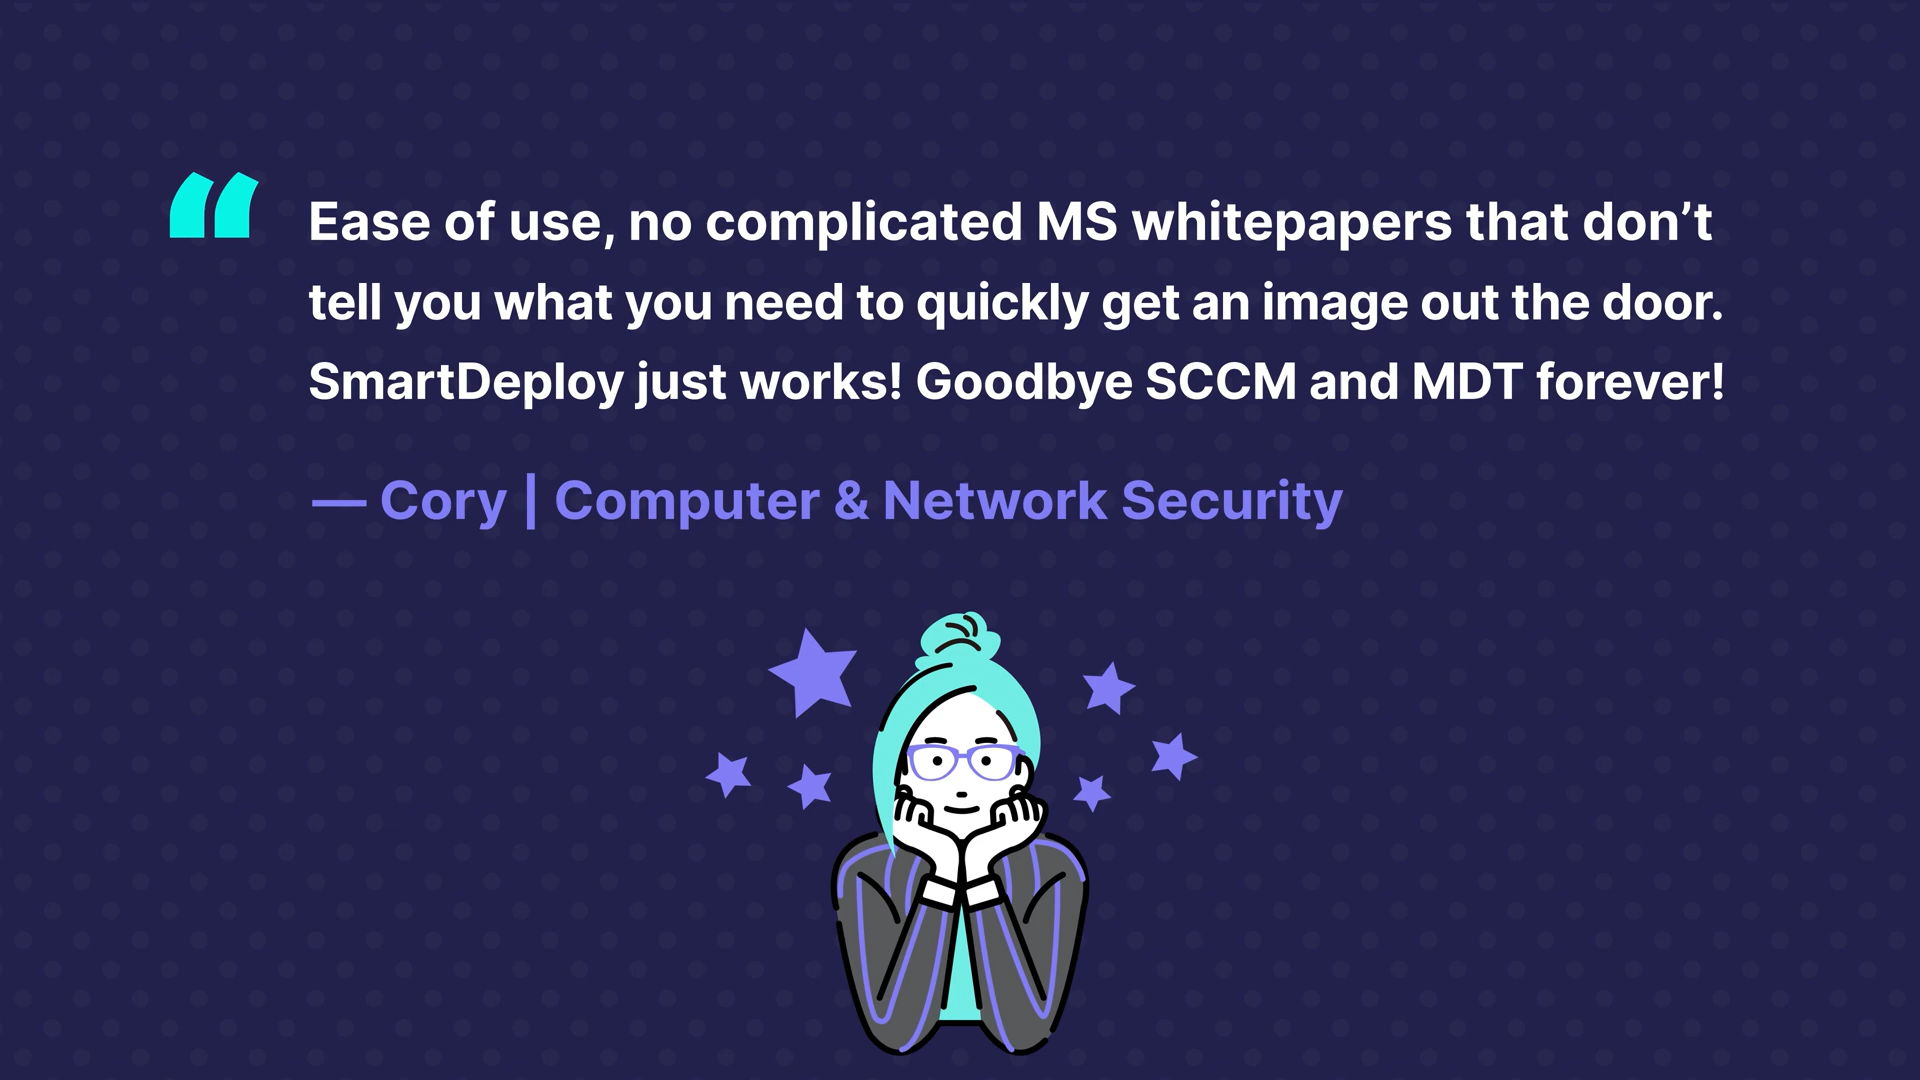 “ Ease of use, no complicated MS whitepapers that don’t
tell you what you need to quickly get an image out the door.
SmartDeploy just works! Goodbye SCCM and MDT forever!
— Cory | Computer & Network Security